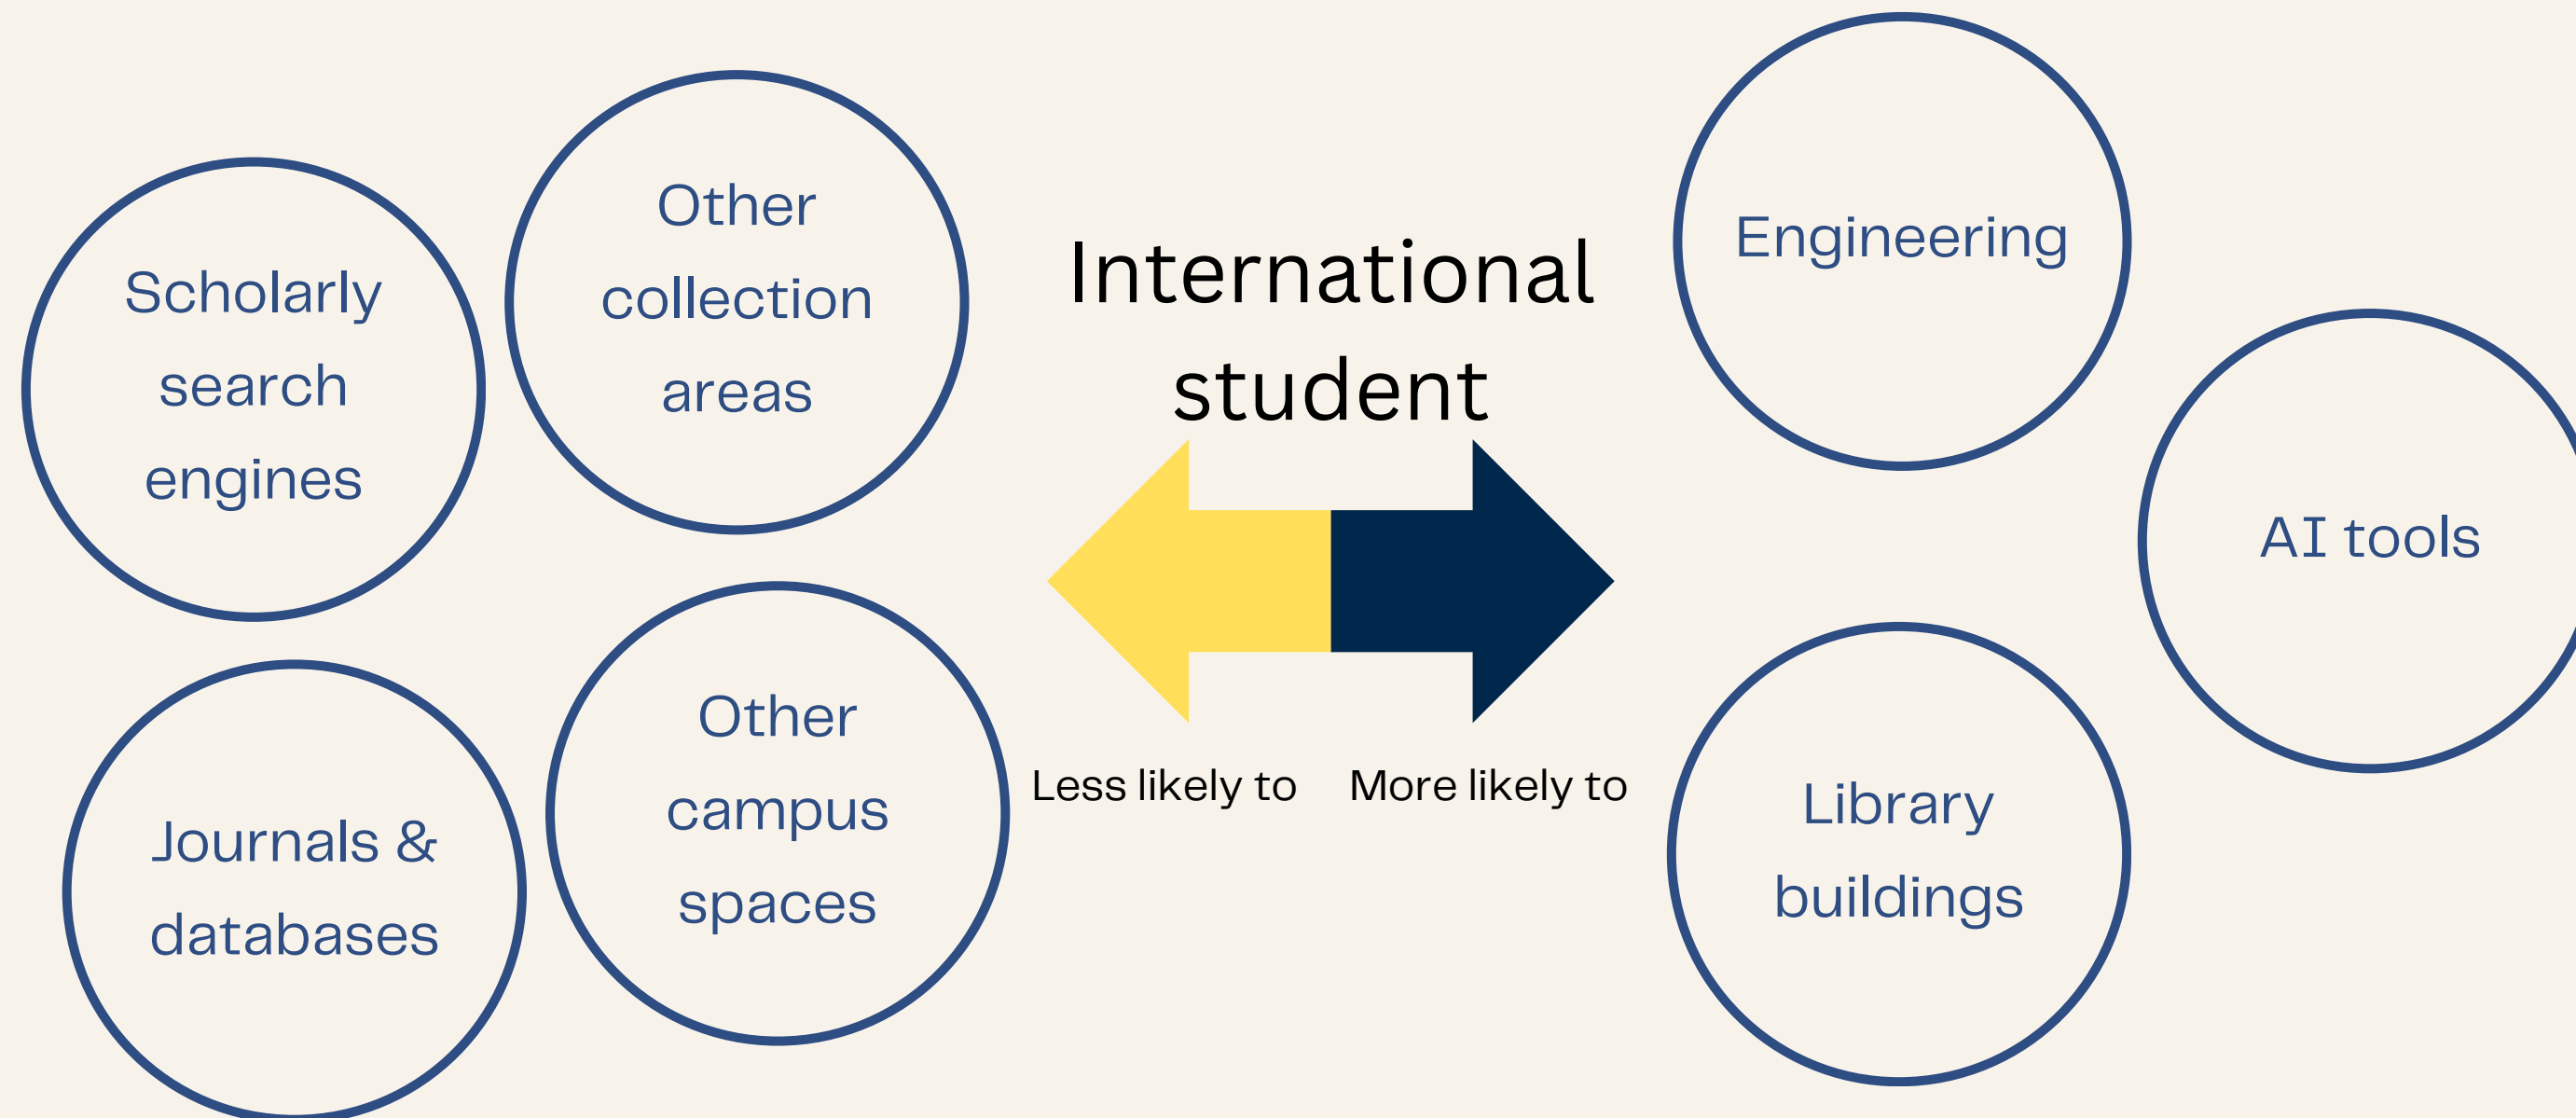 Scholarly
search
engines
Other
collection
areas
Journals &
databases
Other
campus
spaces
International
student
Less likely to
More likely to
Engineering
AI tools
Library
buildings